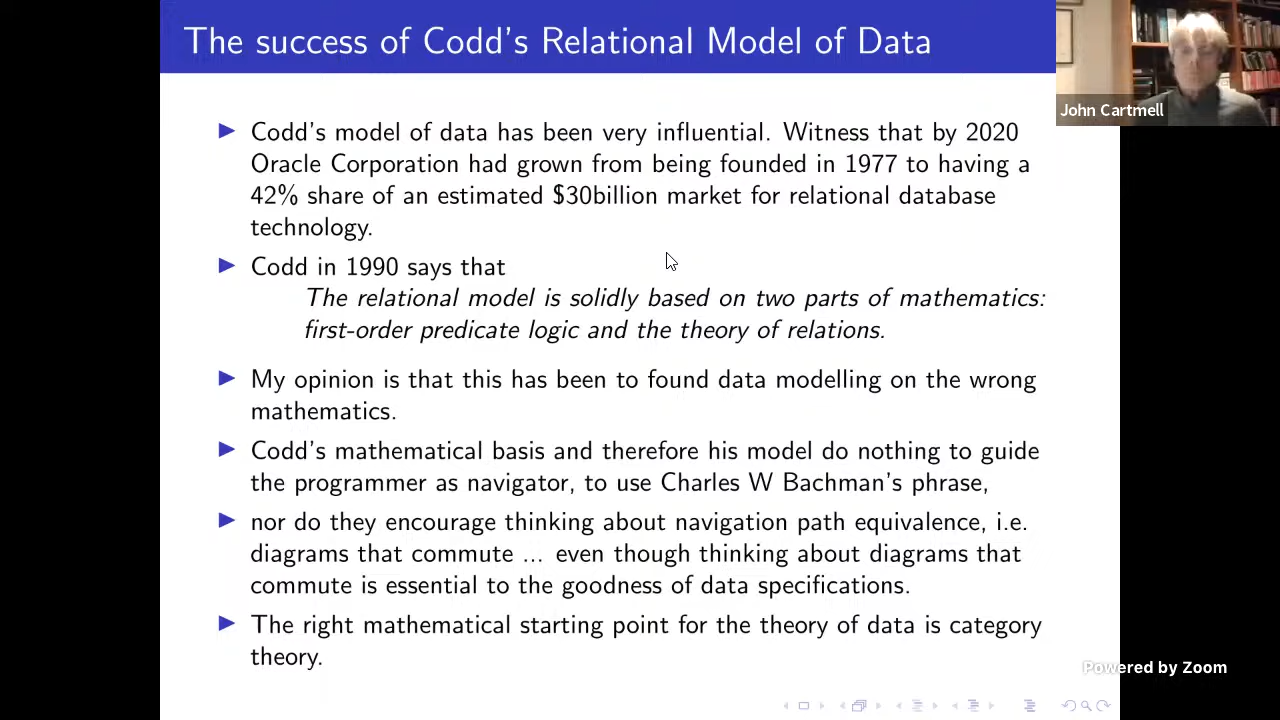 The success of Codd's Relational Model of Data
John Cartmell
Codd's model of data has been very influential. Witness that by 2020
Oracle Corporation had grown from being founded in 1977 to having a
42% share of an estimated $30billion market for relational database
technology.
Codd in 1990 says that
The relational model is solidly based on two parts of mathematics:
first-order predicate logic and the theory of relations.
My opinion is that this has been to found data modelling on the wrong
mathematics.
Codd's mathematical basis and therefore his model do nothing to guide
the programmer as navigator, to use Charles W Bachman's phrase,
nor do they encourage thinking about navigation path equivalence, i.e.
diagrams that commute ... even though thinking about diagrams that
commute is essential to the goodness of data specifications.
The right mathematical starting point for the theory of data is category
theory.
Powered by Zoom